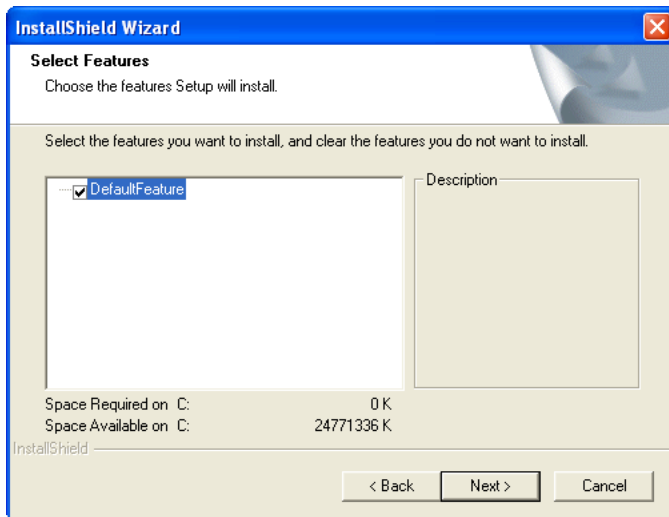 InstallShield Wizard
Select Features
Choose the features Setup will install.
Select the features you want to install, and clear the features you do not want to install.
DefaultFeature
Description
Space Required on C: 0 K
Space Available on C: 24771336 K
InstallShield
< Back Next > Cancel